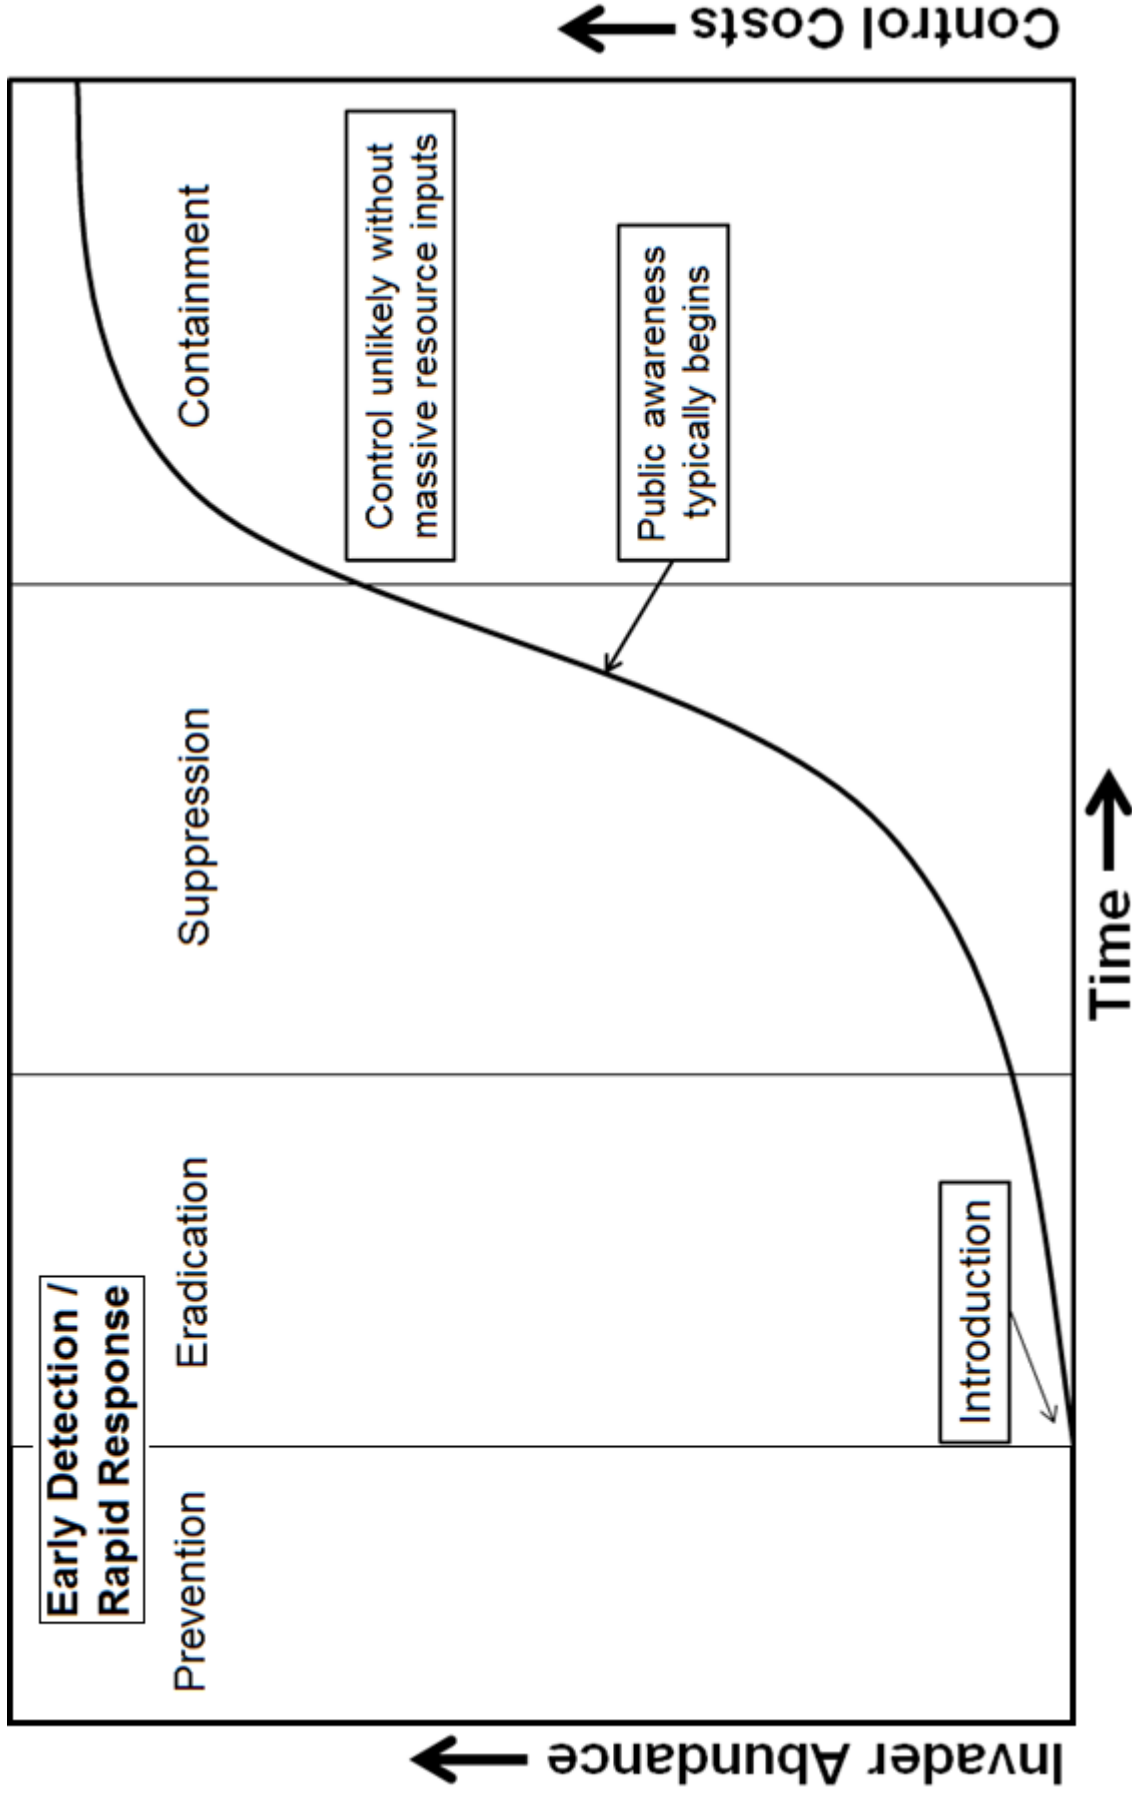 Early Detection /
Rapid Response
Prevention
Eradication
Suppression
Containment
Control unlikely without
massive resource inputs
Public awareness
typically begins
Introduction
Invader Abundance
Control Costs
Time